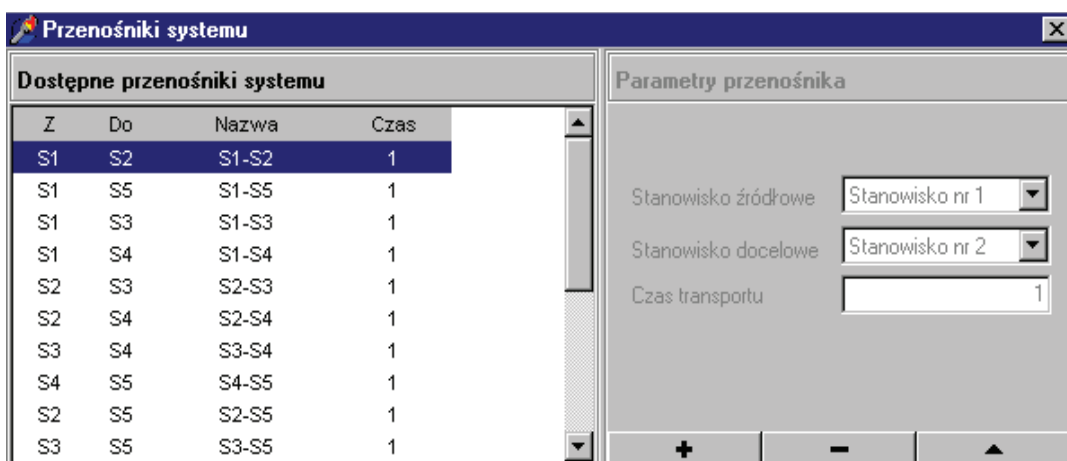 Przenośniki systemu
Dostępne przenośniki systemu
Z Do Nazwa Czas
S1 S2 S1-S2 1
S1 S5 S1-S5 1
S1 S3 S1-S3 1
S1 S4 S1-S4 1
S2 S3 S2-S3 1
S2 S4 S2-S4 1
S3 S4 S3-S4 1
S4 S5 S4-S5 1
S2 S5 S2-S5 1
S3 S5 S3-S5 1
Parametry przenośnika
Stanowisko źródłowe Stanowisko nr 1
Stanowisko docelowe Stanowisko nr 2
Czas transportu 1